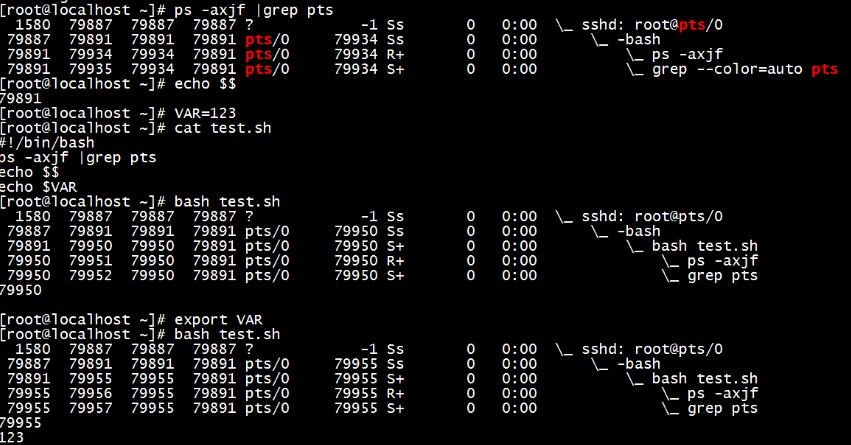 [root@localhost ~]# ps -axjf |grep pts
1580 79887 79887 79887 ? -1 Ss 0 0:00 \_ sshd: root@pts/0
79887 79891 79891 79891 pts/0 79934 Ss 0 0:00 \_ -bash
79891 79934 79934 79891 pts/0 79934 R+ 0 0:00 \_ ps -axjf
79891 79935 79934 79891 pts/0 79934 S+ 0 0:00 \_ grep --color=auto pts
[root@localhost ~]# echo $$
79891
[root@localhost ~]# VAR=123
[root@localhost ~]# cat test.sh
#!/bin/bash
ps -axjf |grep pts
echo $$
echo $VAR
[root@localhost ~]# bash test.sh
1580 79887 79887 79887 ? -1 Ss 0 0:00 \_ sshd: root@pts/0
79887 79891 79891 79891 pts/0 79950 Ss 0 0:00 \_ -bash
79891 79950 79950 79891 pts/0 79950 S+ 0 0:00 \_ bash test.sh
79950 79951 79950 79891 pts/0 79950 R+ 0 0:00 \_ ps -axjf
79950 79952 79950 79891 pts/0 79950 S+ 0 0:00 \_ grep pts
79950
[root@localhost ~]# export VAR
[root@localhost ~]# bash test.sh
1580 79887 79887 79887 ? -1 Ss 0 0:00 \_ sshd: root@pts/0
79887 79891 79891 79891 pts/0 79955 Ss 0 0:00 \_ -bash
79891 79955 79955 79891 pts/0 79955 S+ 0 0:00 \_ bash test.sh
79955 79956 79955 79891 pts/0 79955 R+ 0 0:00 \_ ps -axjf
79955 79957 79955 79891 pts/0 79955 S+ 0 0:00 \_ grep pts
79955
123